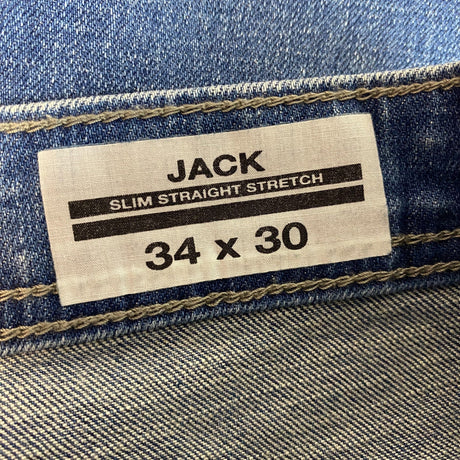 JACK
SLIM STRAIGHT STRETCH
34 x 30